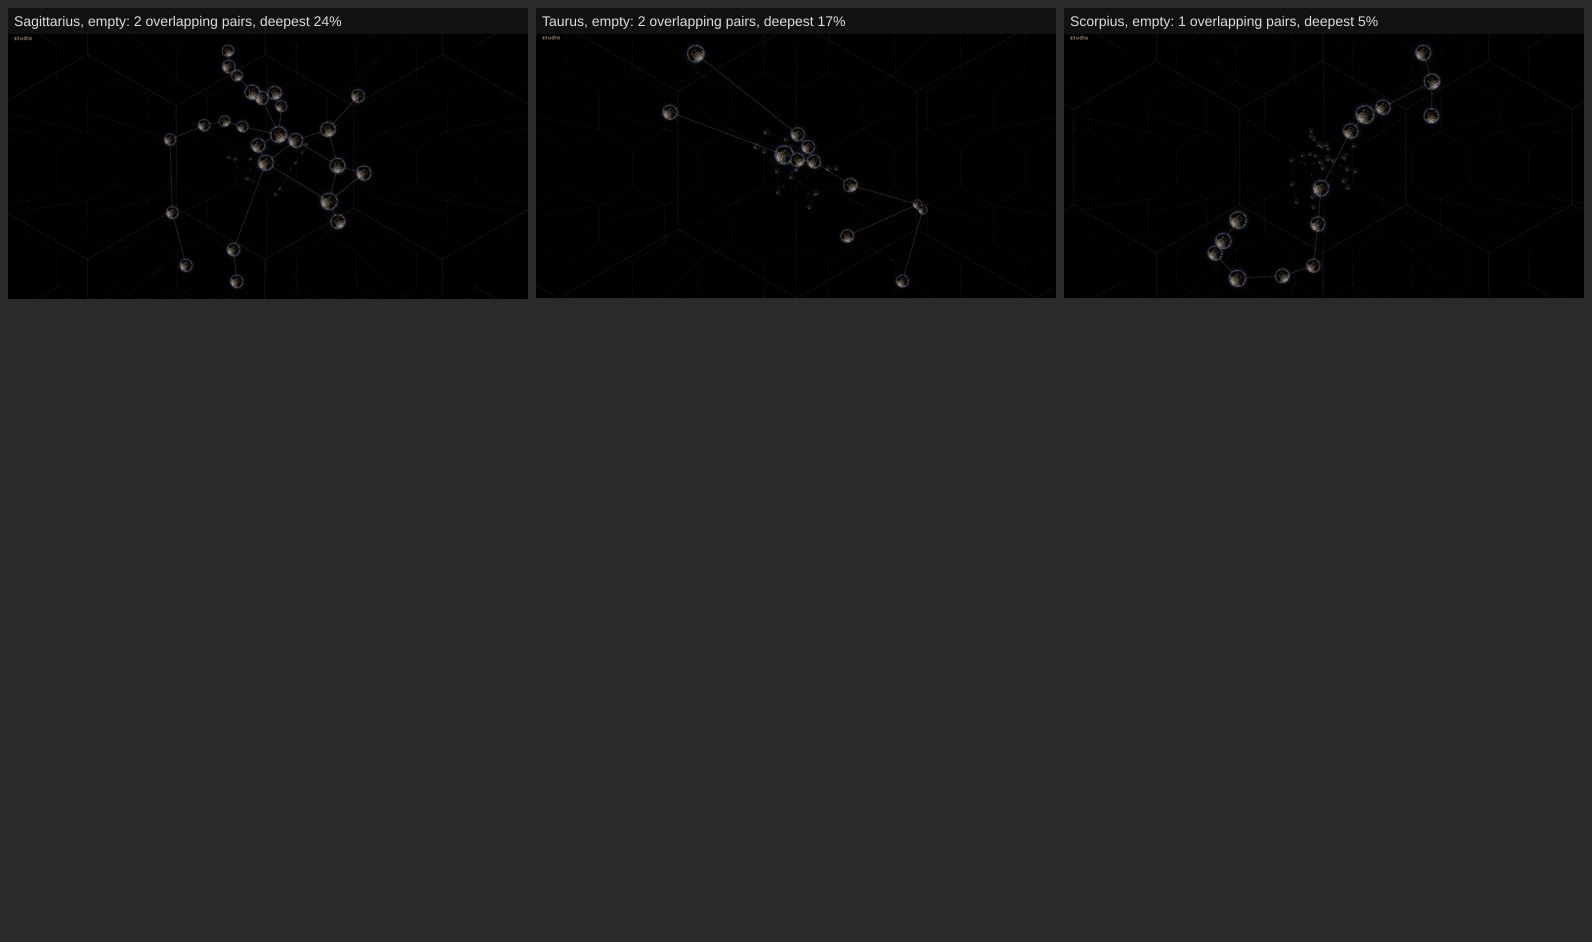 Sagittarius, empty: 2 overlapping pairs, deepest 24%
studio
Taurus, empty: 2 overlapping pairs, deepest 17%
studio
Scorpius, empty: 1 overlapping pairs, deepest 5%
studio